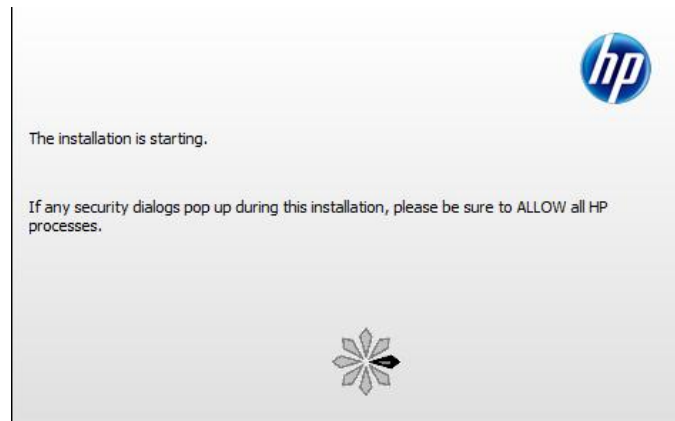 hp
The installation is starting.
If any security dialogs pop up during this installation, please be sure to ALLOW all HP
processes.